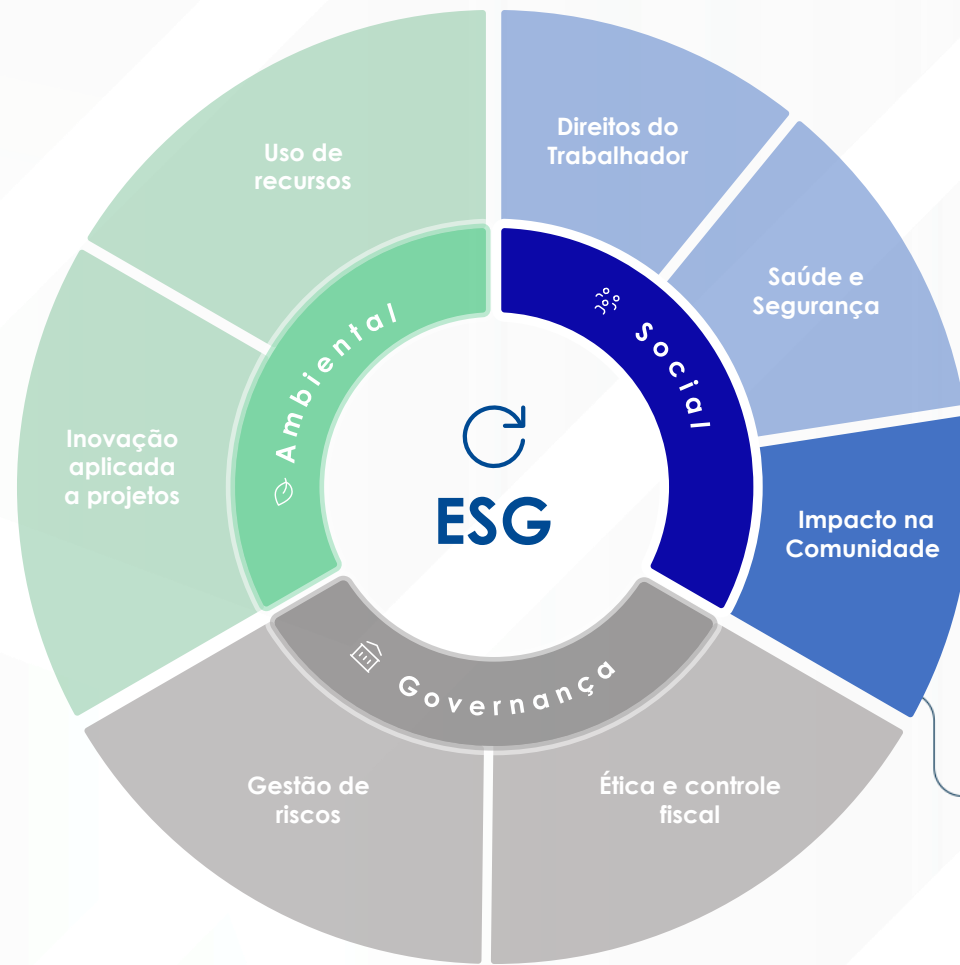 Uso de
recursos
Direitos do
Trabalhador
Saúde e
Segurança
Ambiental
Social
Inovação
aplicada
a projetos
ESG
Impacto na
Comunidade
Governança
Gestão de
riscos
Ética e controle
fiscal